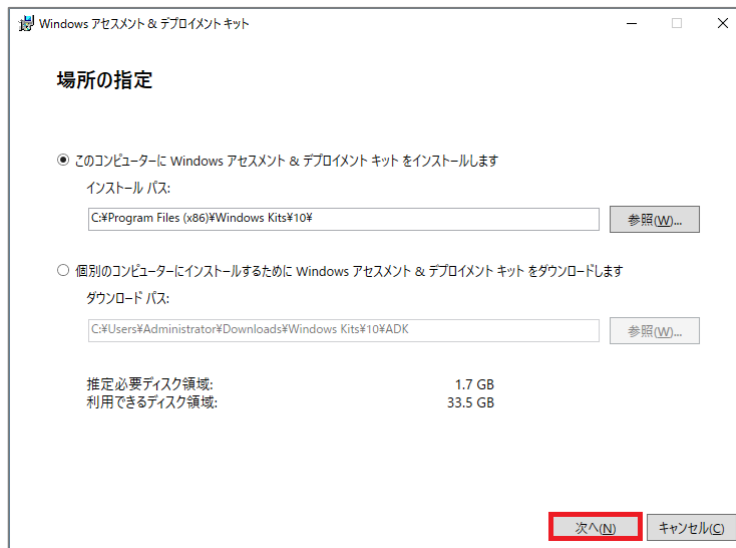 Windows アセスメント & デプロイメント キット
場所の指定
このコンピューターに Windows アセスメント & デプロイメント キット をインストールします
インストール パス:
C:¥Program Files (x86)¥Windows Kits¥10¥
参照(W)...
個別のコンピューターにインストールするために Windows アセスメント & デプロイメント キット をダウンロードします
ダウンロード パス:
C:¥Users¥Administrator¥Downloads¥Windows Kits¥10¥ADK
参照(W)...
推定必要ディスク領域: 1.7 GB
利用できるディスク領域: 33.5 GB
次へ(N) キャンセル(C)